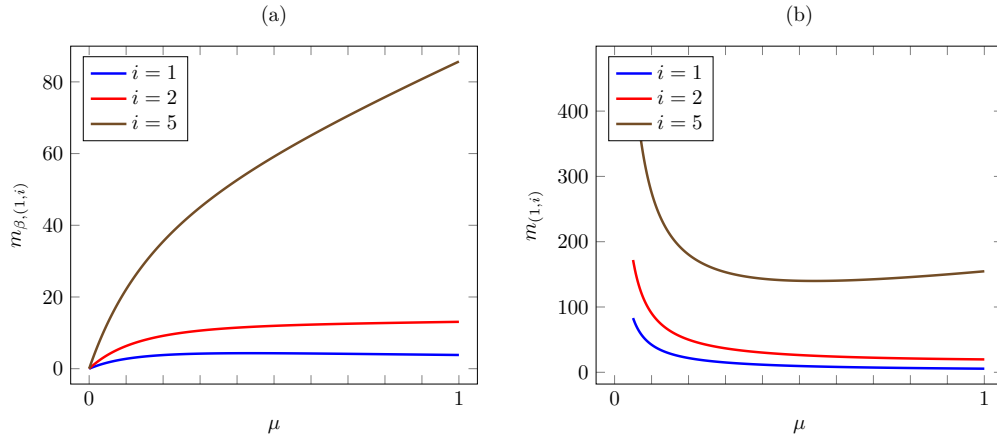 (a)
i = 1
i = 2
i = 5
m_{β,(1,i)}
80
60
40
20
0
0
1
μ
(b)
i = 1
i = 2
i = 5
m_{(1,i)}
400
300
200
100
0
0
1
μ